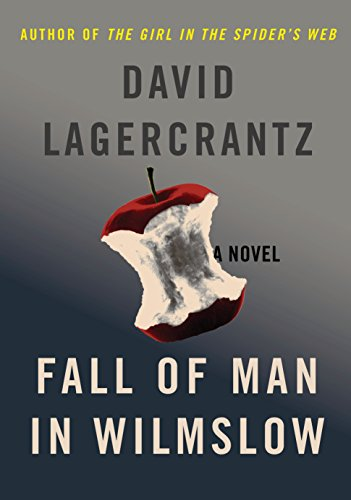 AUTHOR OF THE GIRL IN THE SPIDER'S WEB
DAVID
LAGERCRANTZ
A NOVEL
FALL OF MAN
IN WILMSLOW